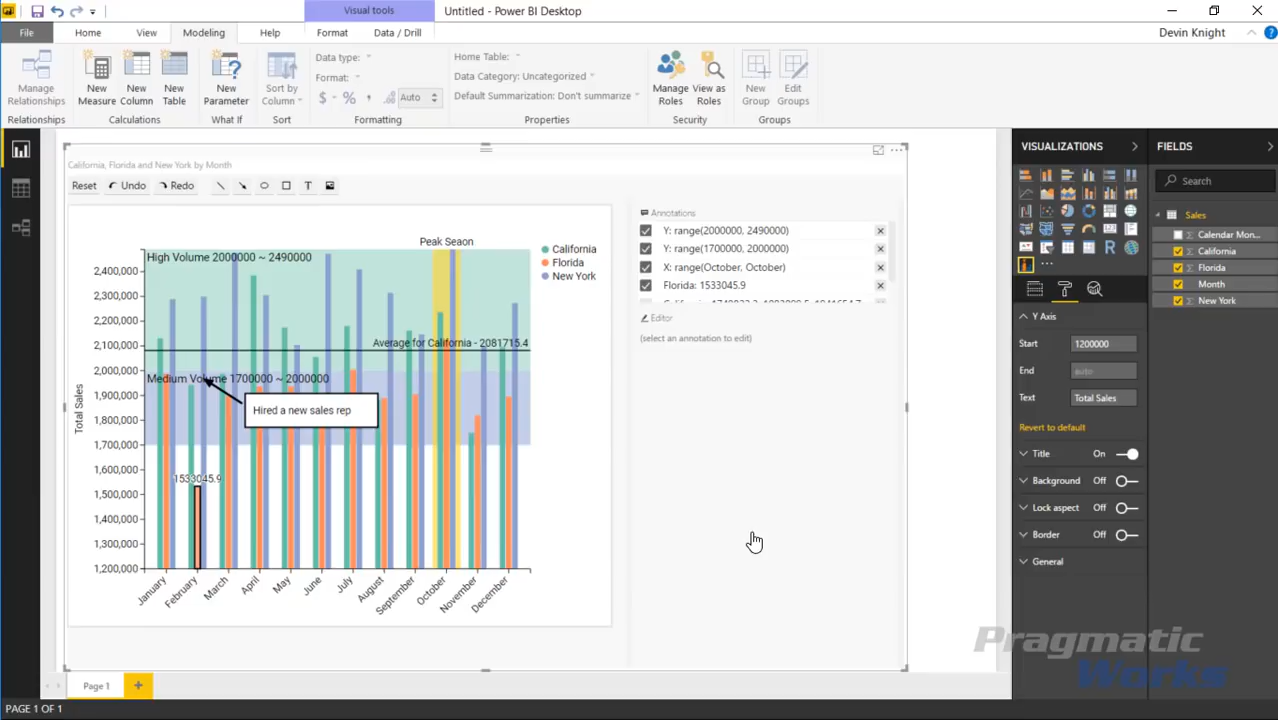 Visual tools
Untitled - Power BI Desktop
File
Home
View
Modeling
Help
Format
Data / Drill
Devin Knight
Manage Relationships
Relationships
New Measure
New Column
New Table
Calculations
New Parameter
What If
Sort by Column
Sort
Data type:
Format:
$ % , Auto
Formatting
Home Table:
Data Category: Uncategorized
Default Summarization: Don't summarize
Properties
Manage Roles
View as Roles
Security
New Group
Edit Groups
Groups
California, Florida and New York by Month
Reset
Undo
Redo
T
Peak Seaon
High Volume 2000000 ~ 2490000
California
Florida
New York
Average for California - 2081715.4
Medium Volume 1700000 ~ 2000000
Hired a new sales rep
1533045.9
Total Sales
2,400,000
2,300,000
2,200,000
2,100,000
2,000,000
1,900,000
1,800,000
1,700,000
1,600,000
1,500,000
1,400,000
1,300,000
1,200,000
January
February
March
April
May
June
July
August
September
October
November
December
Annotations
Y: range(2000000, 2490000)
Y: range(1700000, 2000000)
X: range(October, October)
Florida: 1533045.9
Editor
(select an annotation to edit)
VISUALIZATIONS
R
Y Axis
Start
1200000
End
auto
Text
Total Sales
Revert to default
Title
On
Background
Off
Lock aspect
Off
Border
Off
General
FIELDS
Search
Sales
Calendar Mon...
California
Florida
Month
New York
Pragmatic
Works
Page 1
PAGE 1 OF 1